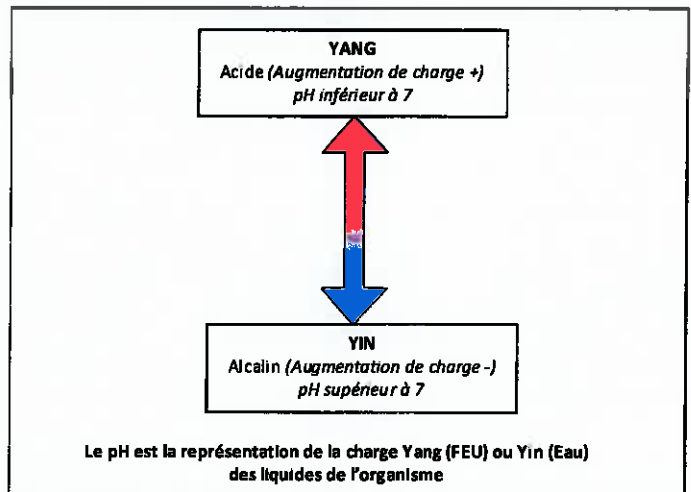 YANG
Acide (Augmentation de charge +)
pH inférieur à 7
YIN
Alcalin (Augmentation de charge -)
pH supérieur à 7
Le pH est la représentation de la charge Yang (FEU) ou Yin (Eau)
des liquides de l'organisme